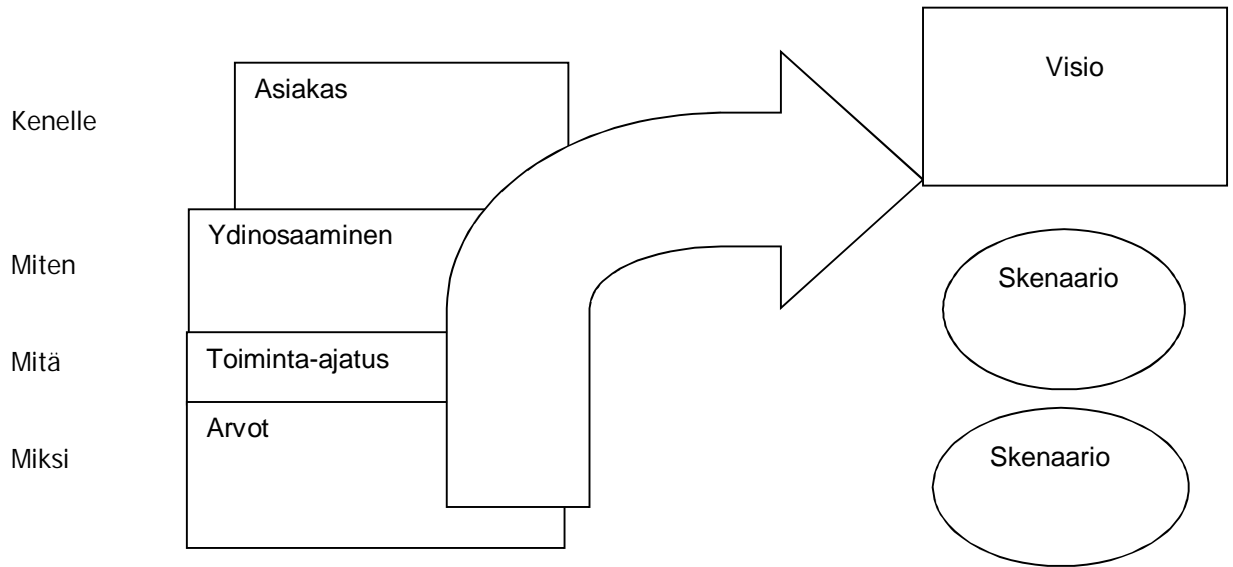 Visio
Kenelle
Asiakas
Miten
Ydinosaaminen
Skenaario
Mitä
Toiminta-ajatus
Miksi
Arvot
Skenaario